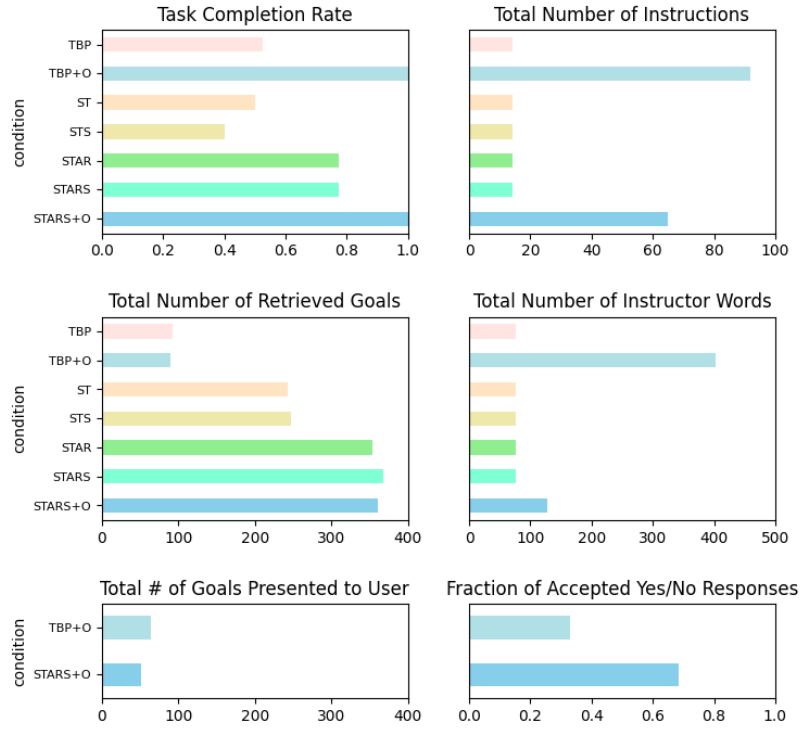 Task Completion Rate
condition
TBP
TBP+O
ST
STS
STAR
STARS
STARS+O
0.0 0.2 0.4 0.6 0.8 1.0
Total Number of Instructions
0 20 40 60 80 100
Total Number of Retrieved Goals
condition
TBP
TBP+O
ST
STS
STAR
STARS
STARS+O
0 100 200 300 400
Total Number of Instructor Words
0 100 200 300 400 500
Total # of Goals Presented to User
condition
TBP+O
STARS+O
0 100 200 300 400
Fraction of Accepted Yes/No Responses
0.0 0.2 0.4 0.6 0.8 1.0